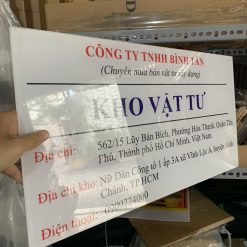 CÔNG TY TNHH BÌNH TÂN
(Chuyên mua bán vật tư xây dựng)
KHO VẬT TƯ
Địa chỉ: 562/15 Lũy Bán Bích, Phường Hòa Thạnh, Quận Tân
Phú, Thành phố Hồ Chí Minh, Việt Nam
Địa chỉ kho: Nữ Dân Công tổ 1 ấp 3A xã Vĩnh Lộc A, huyện Bình
Chánh, TP.HCM
Điện thoại: